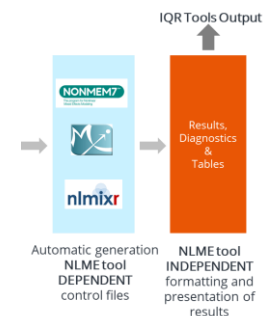 IQR Tools Output
NONMEM7
Results,
Diagnostics
&
Tables
nlmixr
Automatic generation
NLME tool
DEPENDENT
control files
NLME tool
INDEPENDENT
formatting and
presentation of
results